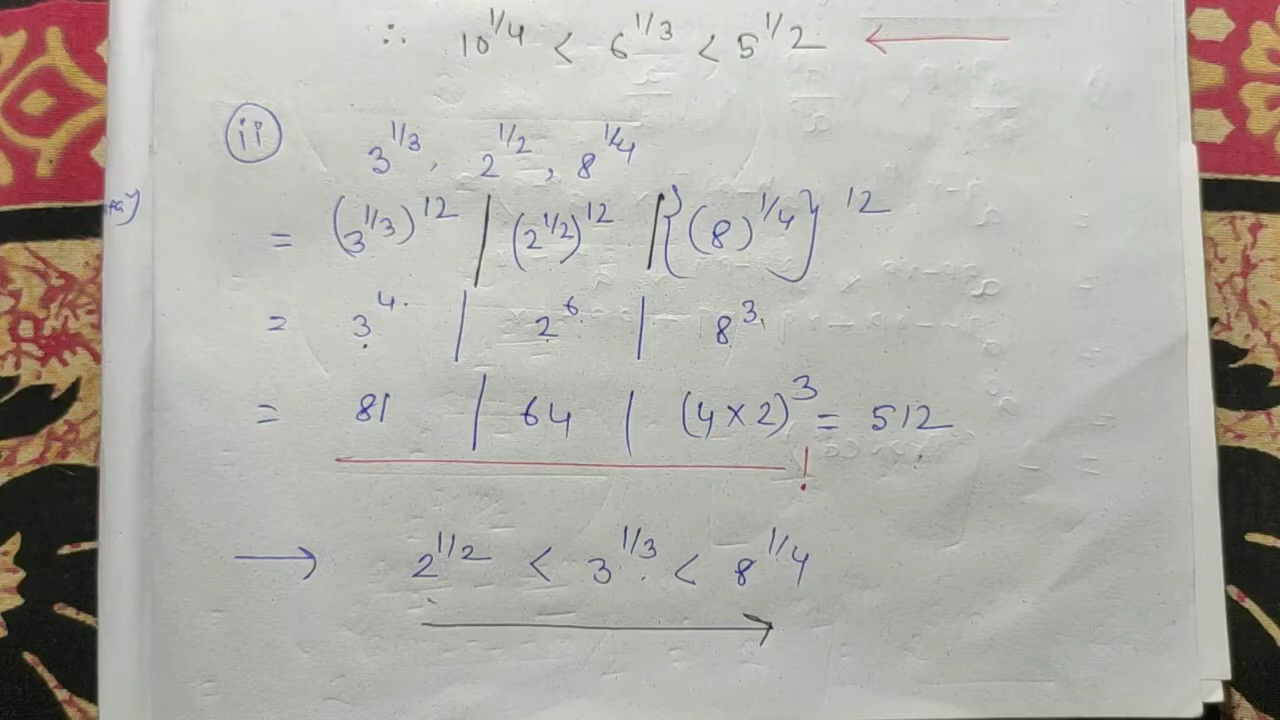 ∴ 10^1/4 < 6^1/3 < 5^1/2 ←
ii 3^1/3, 2^1/2, 8^1/4
= (3^1/3)^12 | (2^1/2)^12 | {(8)^1/4}^12
= 3^4 | 2^6 | 8^3
= 81 | 64 | (4×2)^3 = 512
!
→ 2^1/2 < 3^1/3 < 8^1/4
→